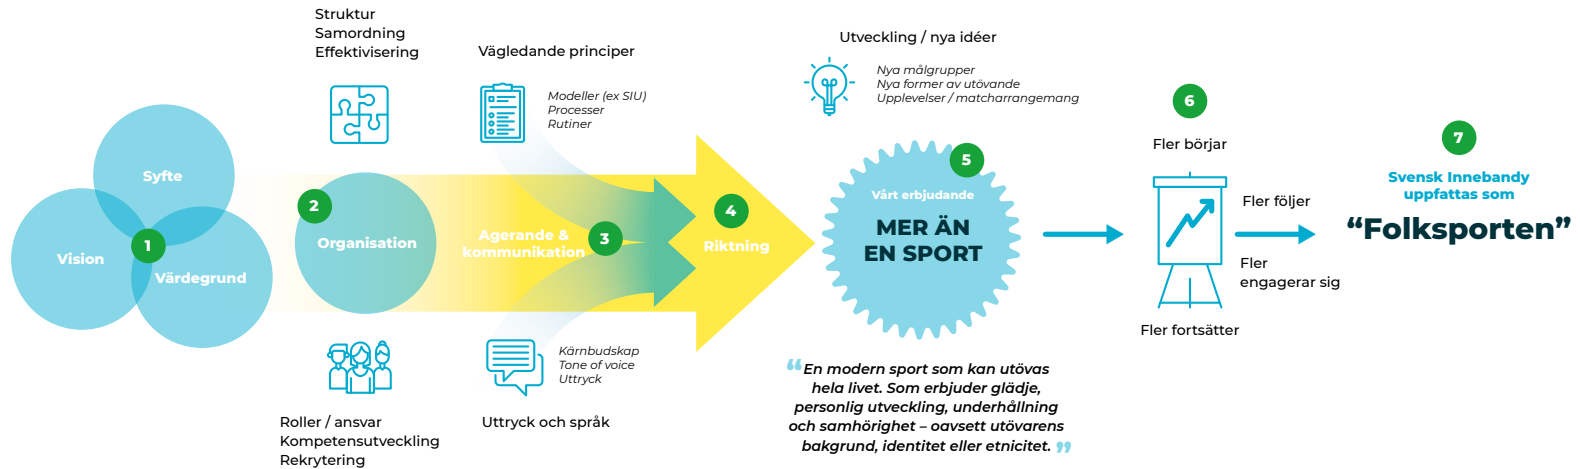 Syfte
Vision
1
Värdegrund
Struktur
Samordning
Effektivisering
2
Organisation
Roller / ansvar
Kompetensutveckling
Rekrytering
Vägledande principer
Modeller (ex SIU)
Processer
Rutiner
Agerande &
kommunikation
3
Kärnbudskap
Tone of voice
Uttryck
Uttryck och språk
4
Riktning
Utveckling / nya idéer
Nya målgrupper
Nya former av utövande
Upplevelser / matcharrangemang
5
Vårt erbjudande
MER ÄN
EN SPORT
“En modern sport som kan utövas
hela livet. Som erbjuder glädje,
personlig utveckling, underhållning
och samhörighet – oavsett utövarens
bakgrund, identitet eller etnicitet.”
6
Fler börjar
Fler följer
Fler
engagerar sig
Fler fortsätter
7
Svensk Innebandy
uppfattas som
“Folksporten”